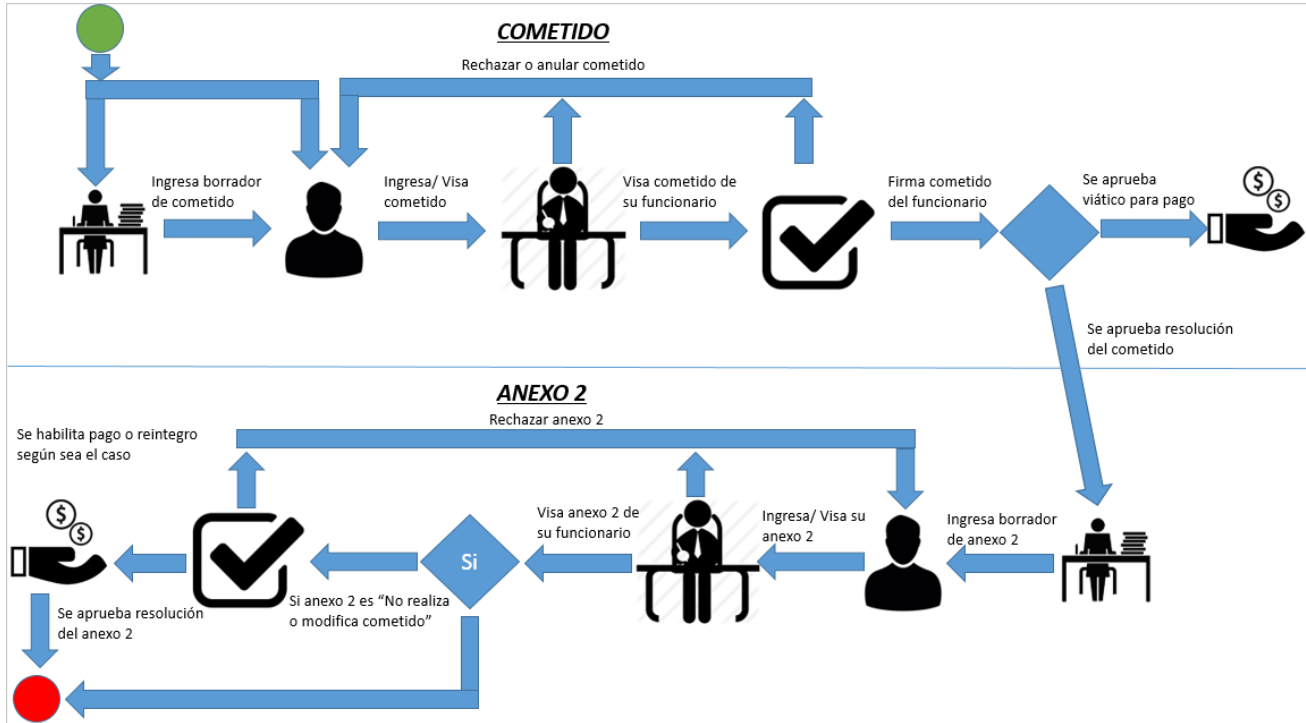 COMETIDO
Rechazar o anular cometido
Ingresa borrador
de cometido
Ingresa/ Visa
cometido
Visa cometido de
su funcionario
Firma cometido
del funcionario
Se aprueba
viático para pago
$
$
Se aprueba resolución
del cometido
ANEXO 2
Rechazar anexo 2
Se habilita pago o reintegro
según sea el caso
$
$
Visa anexo 2 de
su funcionario
Ingresa/ Visa su
anexo 2
Ingresa borrador
de anexo 2
Si
Si anexo 2 es “No realiza
o modifica cometido”
Se aprueba resolución
del anexo 2